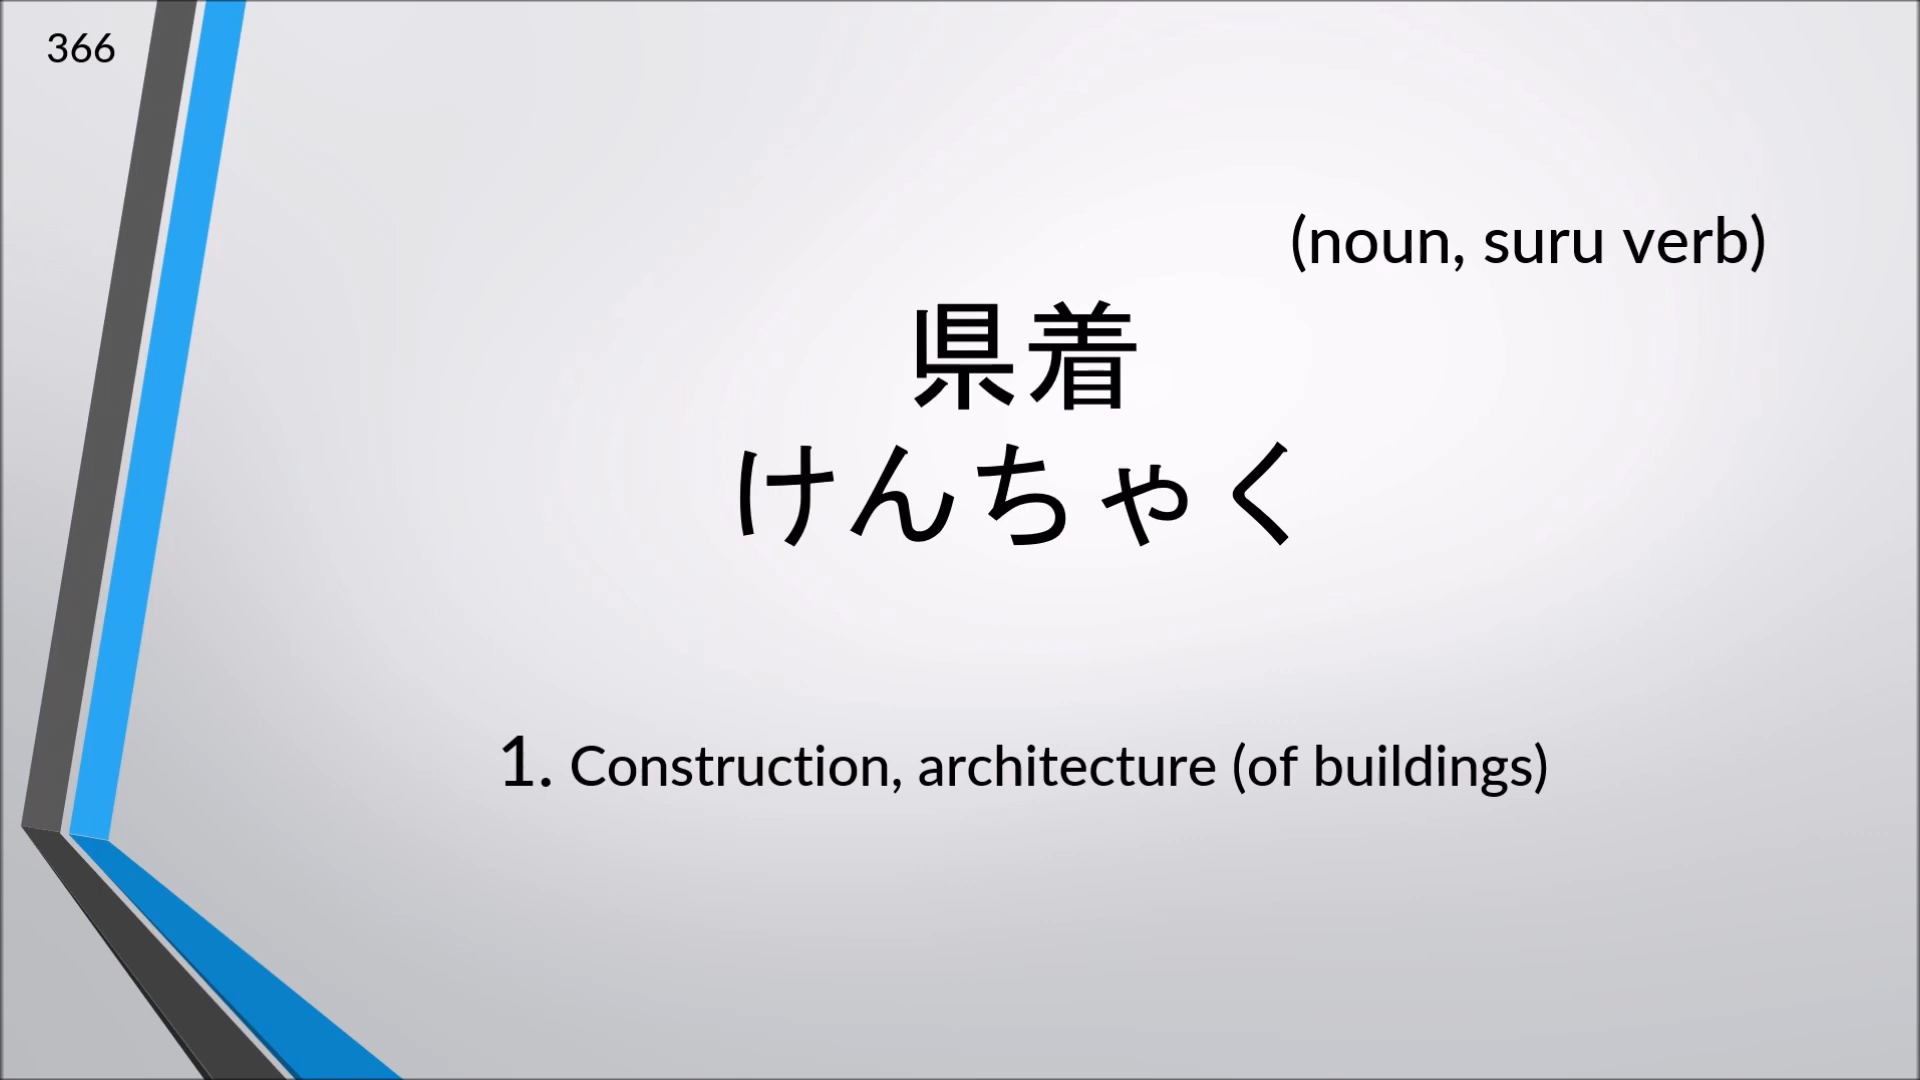 366
(noun, suru verb)
県着
けんちゃく
1. Construction, architecture (of buildings)